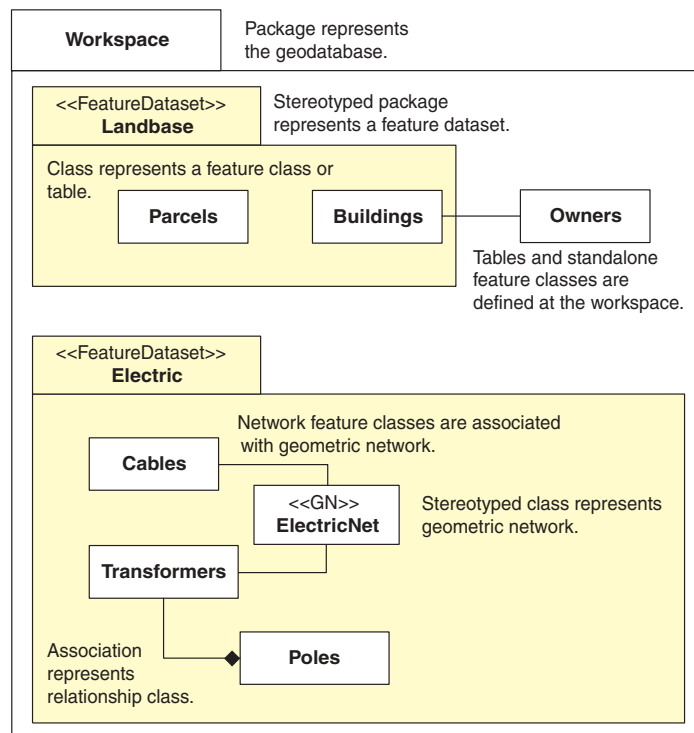 Workspace
Package represents
the geodatabase.
<<FeatureDataset>>
Landbase
Stereotyped package
represents a feature dataset.
Class represents a feature class or
table.
Parcels
Buildings
Owners
Tables and standalone
feature classes are
defined at the workspace.
<<FeatureDataset>>
Electric
Network feature classes are associated
with geometric network.
Cables
<<GN>>
ElectricNet
Stereotyped class represents
geometric network.
Transformers
Poles
Association
represents
relationship class.